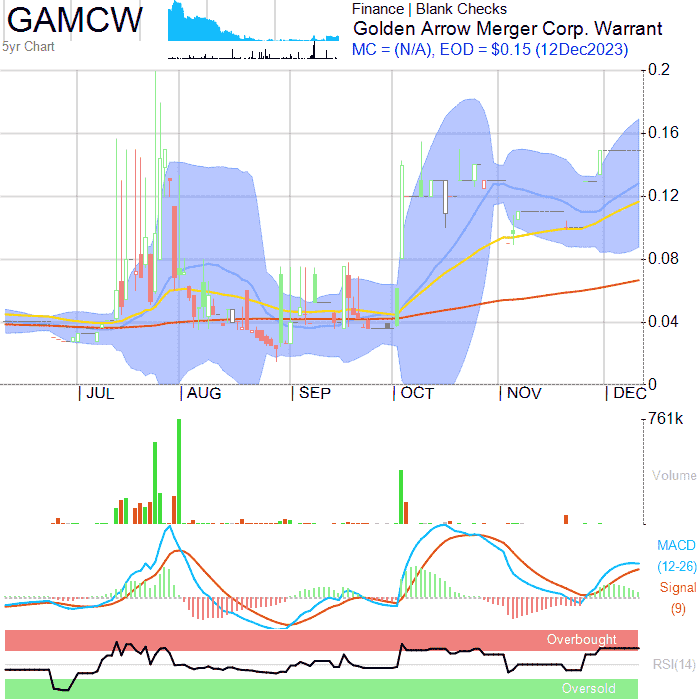 GAMCW
5yr Chart
Finance | Blank Checks
Golden Arrow Merger Corp. Warrant
MC = (N/A), EOD = $0.15 (12Dec2023)
0.2
0.16
0.12
0.08
0.04
0
JUL
AUG
SEP
OCT
NOV
DEC
761k
Volume
MACD
(12-26)
Signal
(9)
Overbought
RSI(14)
Oversold